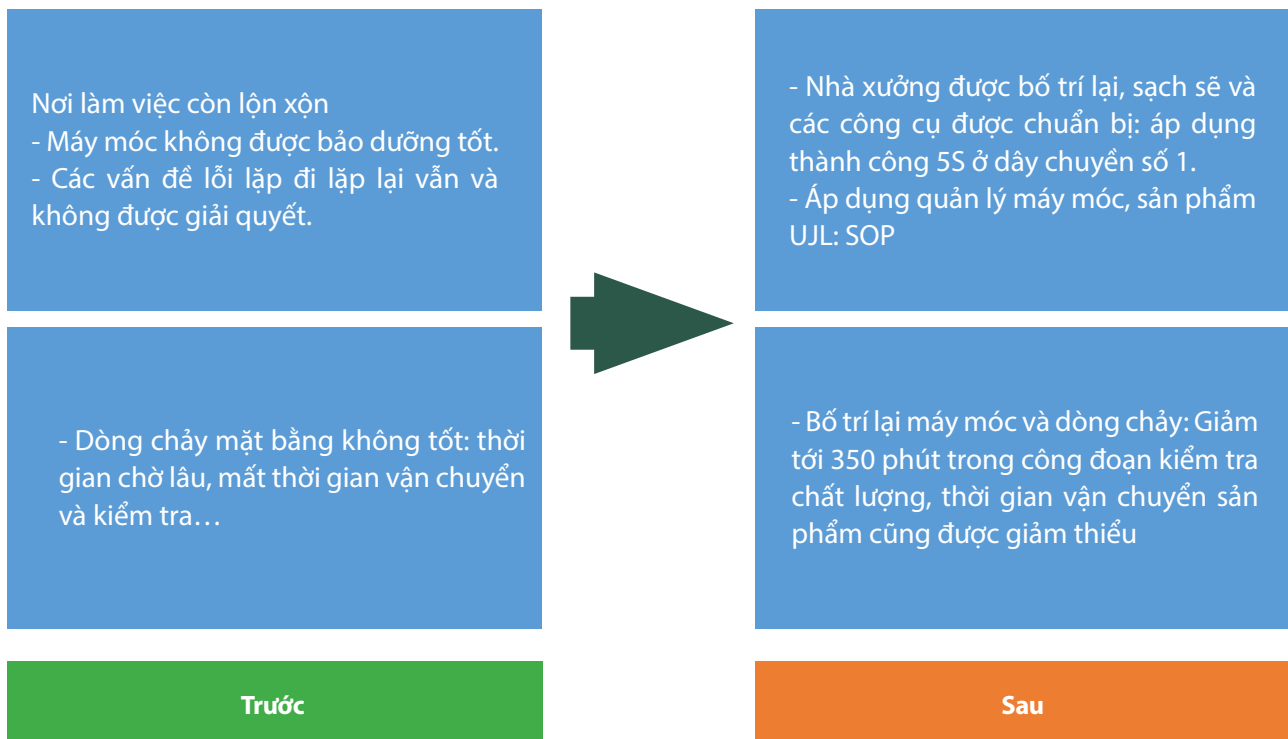 Nơi làm việc còn lộn xộn
- Máy móc không được bảo dưỡng tốt.
- Các vấn đề lỗi lặp đi lặp lại vẫn và
không được giải quyết.
- Dòng chảy mặt bằng không tốt: thời
gian chờ lâu, mất thời gian vận chuyển
và kiểm tra…
Trước
- Nhà xưởng được bố trí lại, sạch sẽ và
các công cụ được chuẩn bị: áp dụng
thành công 5S ở dây chuyền số 1.
- Áp dụng quản lý máy móc, sản phẩm
UJL: SOP
- Bố trí lại máy móc và dòng chảy: Giảm
tới 350 phút trong công đoạn kiểm tra
chất lượng, thời gian vận chuyển sản
phẩm cũng được giảm thiểu
Sau